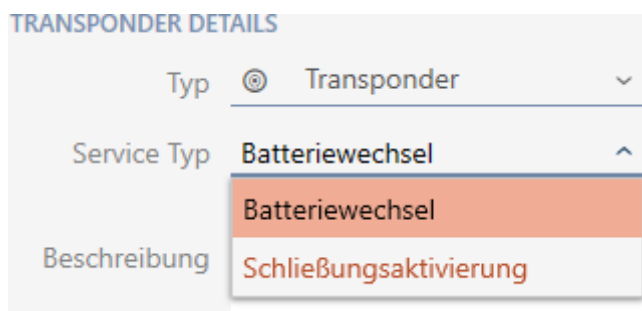 TRANSPONDER DETAILS
Typ Transponder
Service Typ Batteriewechsel
Batteriewechsel
Beschreibung Schließungsaktivierung